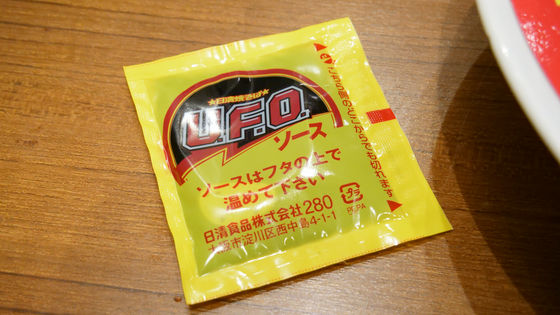 ★日清焼そば★
U.F.O.
ソース
ソースはフタの上で
温めて下さい
日清食品株式会社280
大阪市淀川区西中島4-1-1
プラ
PE,PA
こちら側のどこからでも切れます